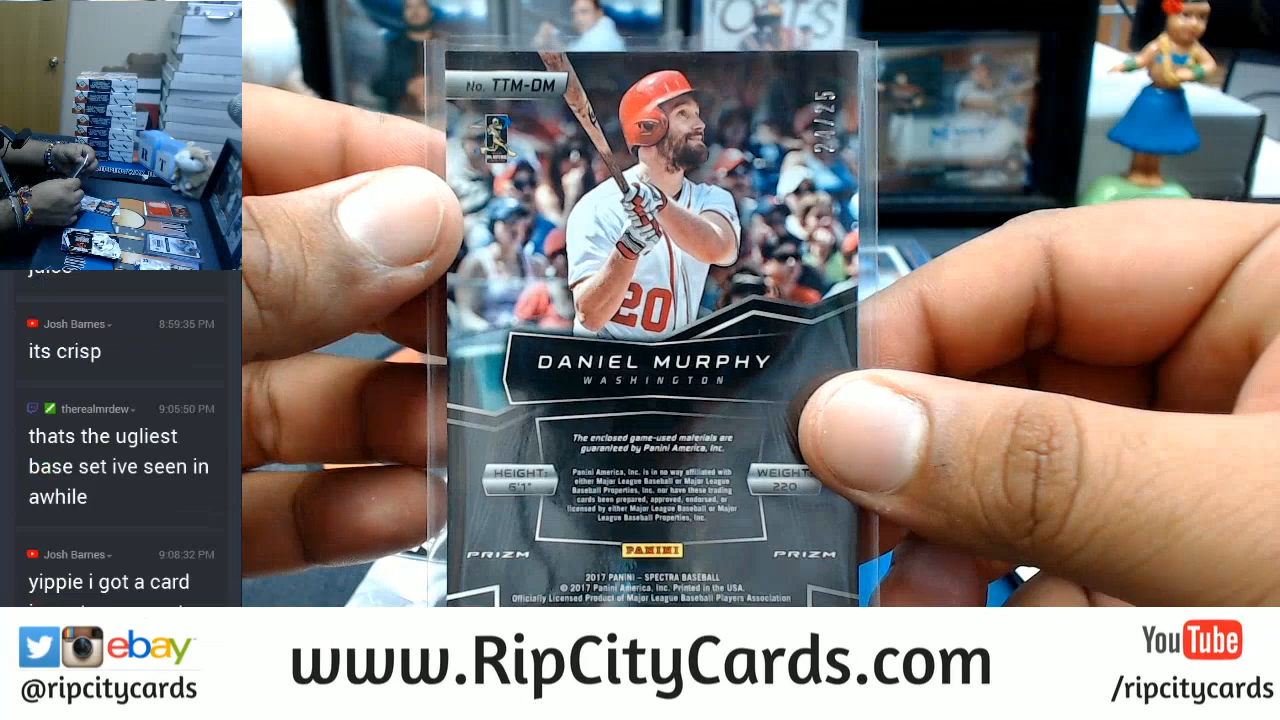 juice
Josh Barnes 8:59:35 PM
its crisp
therealmrdew 9:05:50 PM
thats the ugliest
base set ive seen in
awhile
Josh Barnes 9:08:32 PM
yippie i got a card
No. TTM-DM
24/25
20
DANIEL MURPHY
WASHINGTON
The enclosed game-used materials are
guaranteed by Panini America, Inc.
HEIGHT:
6'1"
WEIGHT:
220
Panini America, Inc. is in no way affiliated with
either Major League Baseball or Major League
Baseball Properties, Inc. nor have these trading
cards been prepared, approved, endorsed, or
licensed by either Major League Baseball or Major
League Baseball Properties, Inc.
PANINI
PRIZM PRIZM
2017 PANINI - SPECTRA BASEBALL
© 2017 Panini America, Inc. Printed in the USA.
Officially Licensed Product of Major League Baseball Players Association
ebay
@ripcitycards
www.RipCityCards.com
YouTube
/ripcitycards